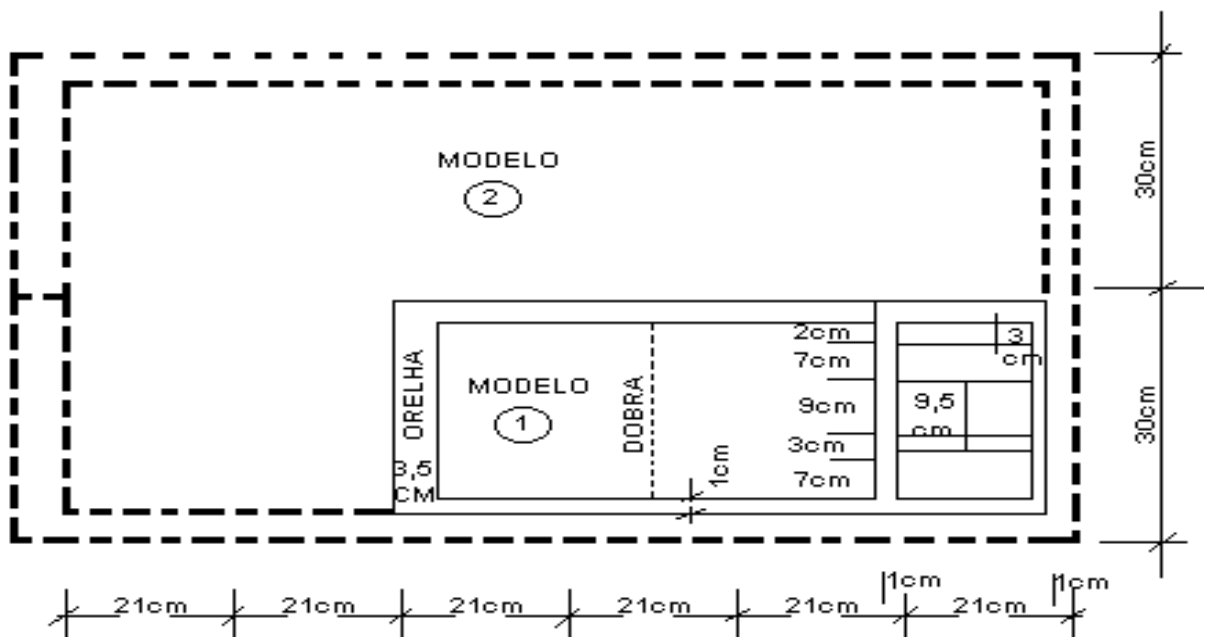 MODELO
2
30cm
ORELHA
3,5
CM
MODELO
1
DOBRA
1cm
2cm
7cm
9cm
3cm
7cm
3
cm
9,5
cm
30cm
21cm
21cm
21cm
21cm
21cm
1cm
21cm
1cm